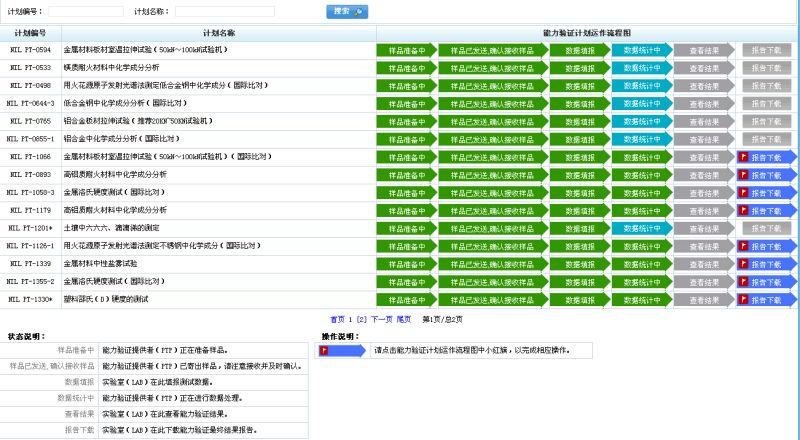 计划编号： 计划名称： 搜索
计划编号 计划名称 能力验证计划运作流程图
NIL PT-0594 金属材料板材室温拉伸试验（50kN～100kN试验机） 样品准备中 样品已发送,确认接收样品 数据填报 数据统计中 查看结果 报告下载
NIL PT-0533 镁质耐火材料中化学成分分析 样品准备中 样品已发送,确认接收样品 数据填报 数据统计中 查看结果 报告下载
NIL PT-0498 用火花源原子发射光谱法测定低合金钢中化学成分（国际比对） 样品准备中 样品已发送,确认接收样品 数据填报 数据统计中 查看结果 报告下载
NIL PT-0644-3 低合金钢中化学成分分析（国际比对） 样品准备中 样品已发送,确认接收样品 数据填报 数据统计中 查看结果 报告下载
NIL PT-0765 铝合金板材拉伸试验（推荐20KN~50KN试验机） 样品准备中 样品已发送,确认接收样品 数据填报 数据统计中 查看结果 报告下载
NIL PT-0855-1 铝合金中化学成分分析（国际比对） 样品准备中 样品已发送,确认接收样品 数据填报 数据统计中 查看结果 报告下载
NIL PT-1066 金属材料板材室温拉伸试验（50kN～100kN试验机）（国际比对） 样品准备中 样品已发送,确认接收样品 数据填报 数据统计中 查看结果 报告下载
NIL PT-0893 高铝质耐火材料中化学成分分析 样品准备中 样品已发送,确认接收样品 数据填报 数据统计中 查看结果 报告下载
NIL PT-1058-3 金属洛氏硬度测试（国际比对） 样品准备中 样品已发送,确认接收样品 数据填报 数据统计中 查看结果 报告下载
NIL PT-1179 高铝质耐火材料中化学成分分析 样品准备中 样品已发送,确认接收样品 数据填报 数据统计中 查看结果 报告下载
NIL PT-1201* 土壤中六六六、滴滴涕的测定 样品准备中 样品已发送,确认接收样品 数据填报 数据统计中 查看结果 报告下载
NIL PT-1126-1 用火花源原子发射光谱法测定不锈钢中化学成分（国际比对） 样品准备中 样品已发送,确认接收样品 数据填报 数据统计中 查看结果 报告下载
NIL PT-1339 金属材料中性盐雾试验 样品准备中 样品已发送,确认接收样品 数据填报 数据统计中 查看结果 报告下载
NIL PT-1355-2 金属洛氏硬度测试（国际比对） 样品准备中 样品已发送,确认接收样品 数据填报 数据统计中 查看结果 报告下载
NIL PT-1330* 塑料邵氏（D）硬度的测试 样品准备中 样品已发送,确认接收样品 数据填报 数据统计中 查看结果 报告下载
首页 1 [2] 下一页 尾页 第1页/总2页
状态说明： 操作说明：
样品准备中 能力验证提供者（PTP）正在准备样品。 请点击能力验证计划运作流程图中小红旗，以完成相应操作。
样品已发送,确认接收样品 能力验证提供者（PTP）已寄出样品，请注意接收并及时确认。
数据填报 实验室（LAB）在此填报测试数据。
数据统计中 能力验证提供者（PTP）正在进行数据处理。
查看结果 实验室（LAB）在此查看能力验证结果。
报告下载 实验室（LAB）在此下载能力验证最终结果报告。